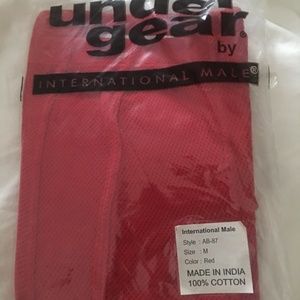 under
gear®
by
INTERNATIONAL MALE®
International Male
Style : AB-87
Size : M
Color : Red
MADE IN INDIA
100% COTTON